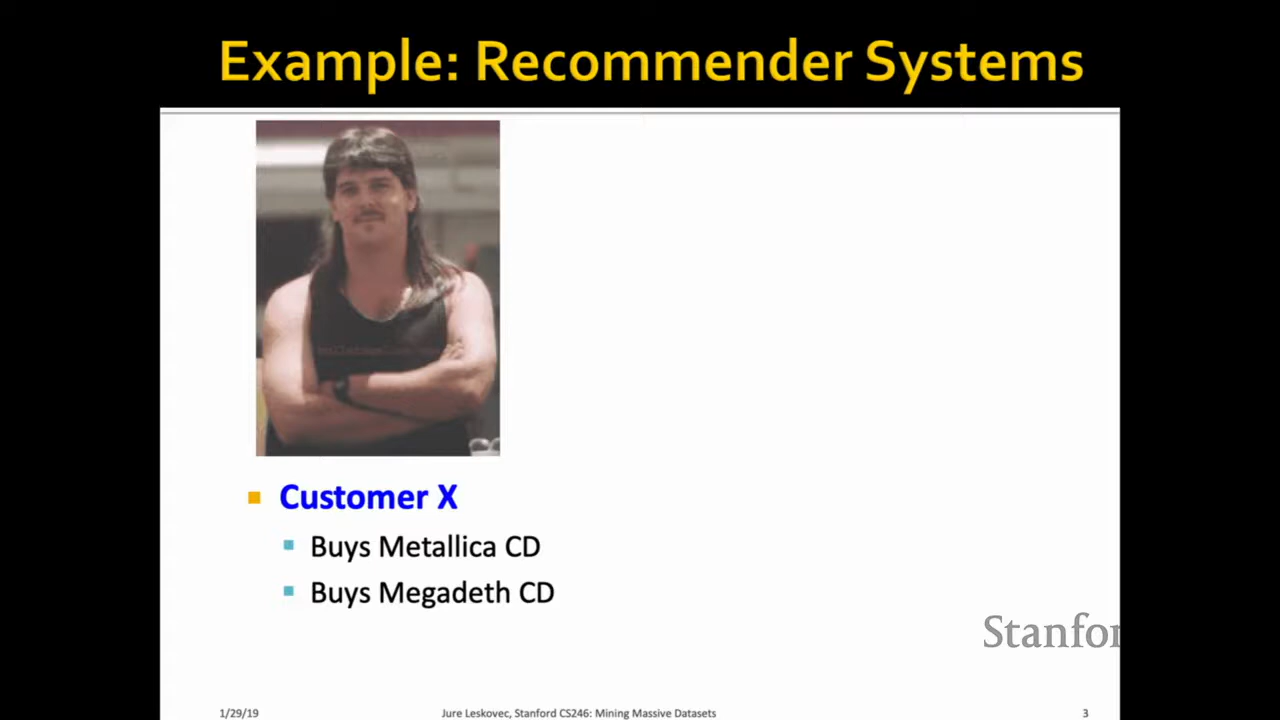 Example: Recommender Systems
Customer X
Buys Metallica CD
Buys Megadeth CD
Stanfor
1/29/19
Jure Leskovec, Stanford CS246: Mining Massive Datasets
3